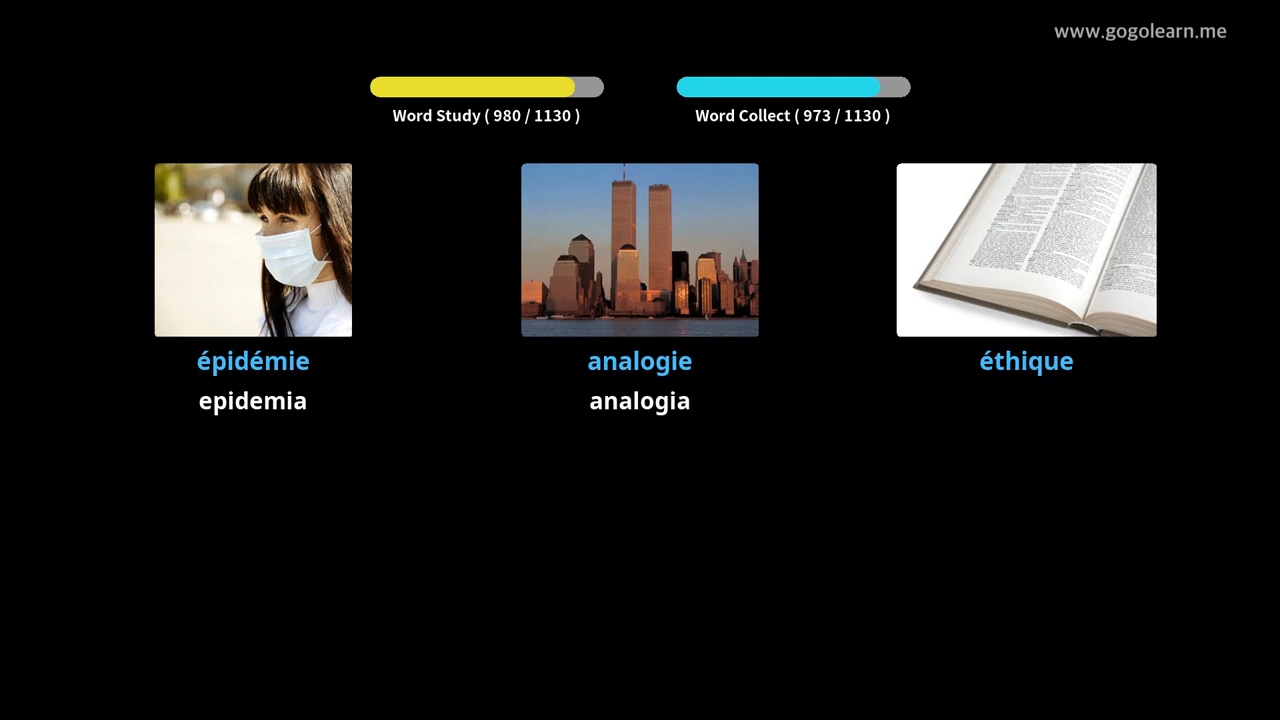 www.gogolearn.me
Word Study ( 980 / 1130 )
Word Collect ( 973 / 1130 )
épidémie
analogie
éthique
epidemia
analogia